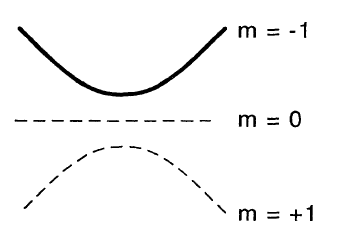 m = -1
m = 0
m = +1